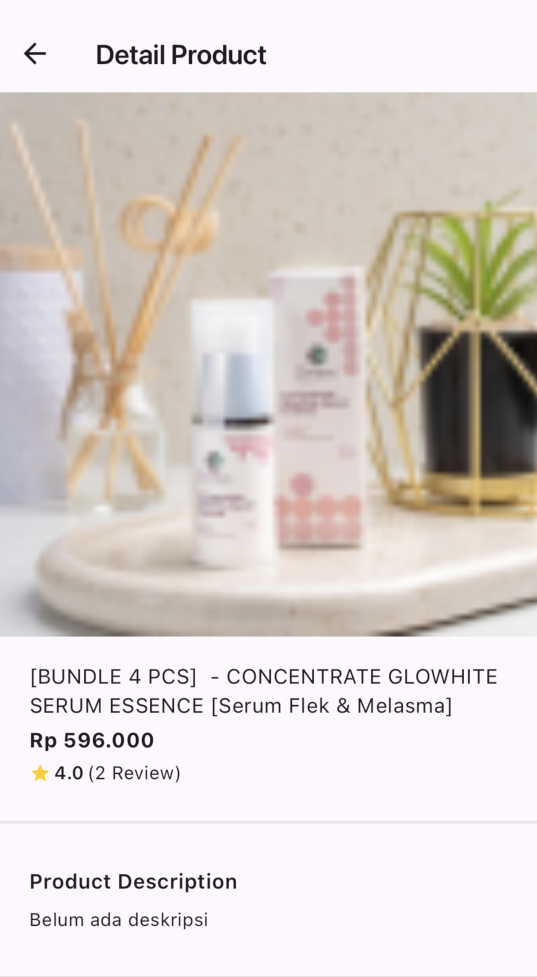 Detail Product
[BUNDLE 4 PCS]  - CONCENTRATE GLOWHITE
SERUM ESSENCE [Serum Flek & Melasma]
Rp 596.000
4.0 (2 Review)
Product Description
Belum ada deskripsi